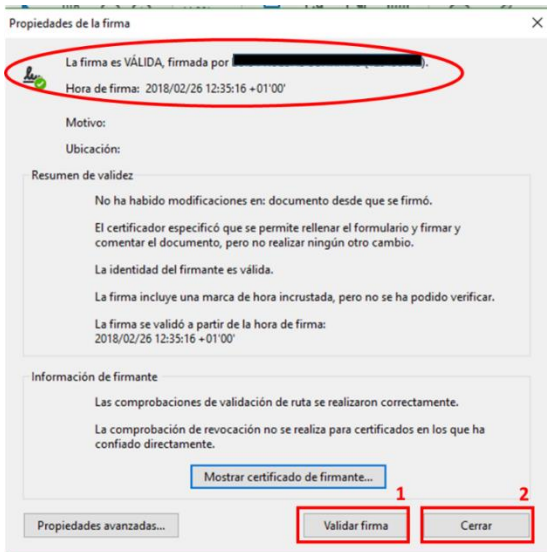 Propiedades de la firma
La firma es VÁLIDA, firmada por
Hora de firma: 2018/02/26 12:35:16 +01'00'
Motivo:
Ubicación:
Resumen de validez
No ha habido modificaciones en: documento desde que se firmó.
El certificador especificó que se permite rellenar el formulario y firmar y
comentar el documento, pero no realizar ningún otro cambio.
La identidad del firmante es válida.
La firma incluye una marca de hora incrustada, pero no se ha podido verificar.
La firma se validó a partir de la hora de firma:
2018/02/26 12:35:16 +01'00'
Información de firmante
Las comprobaciones de validación de ruta se realizaron correctamente.
La comprobación de revocación no se realiza para certificados en los que ha
confiado directamente.
Mostrar certificado de firmante...
1 2
Propiedades avanzadas... Validar firma Cerrar